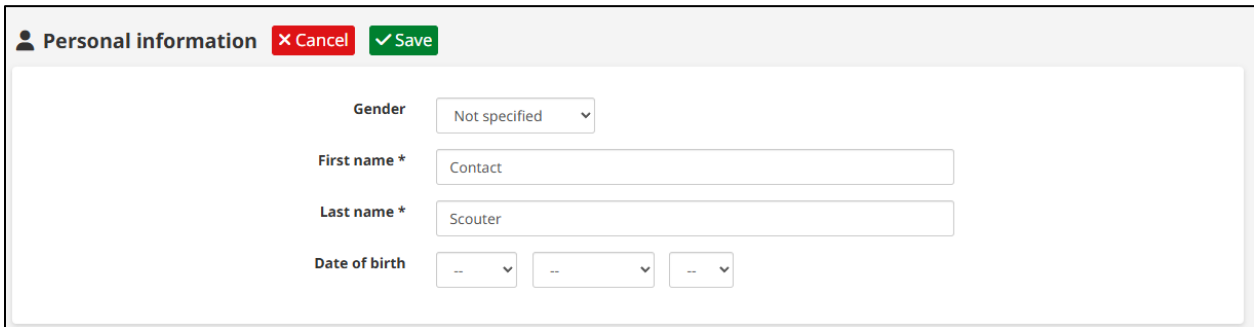 Personal information Cancel Save
Gender Not specified
First name * Contact
Last name * Scouter
Date of birth -- -- --